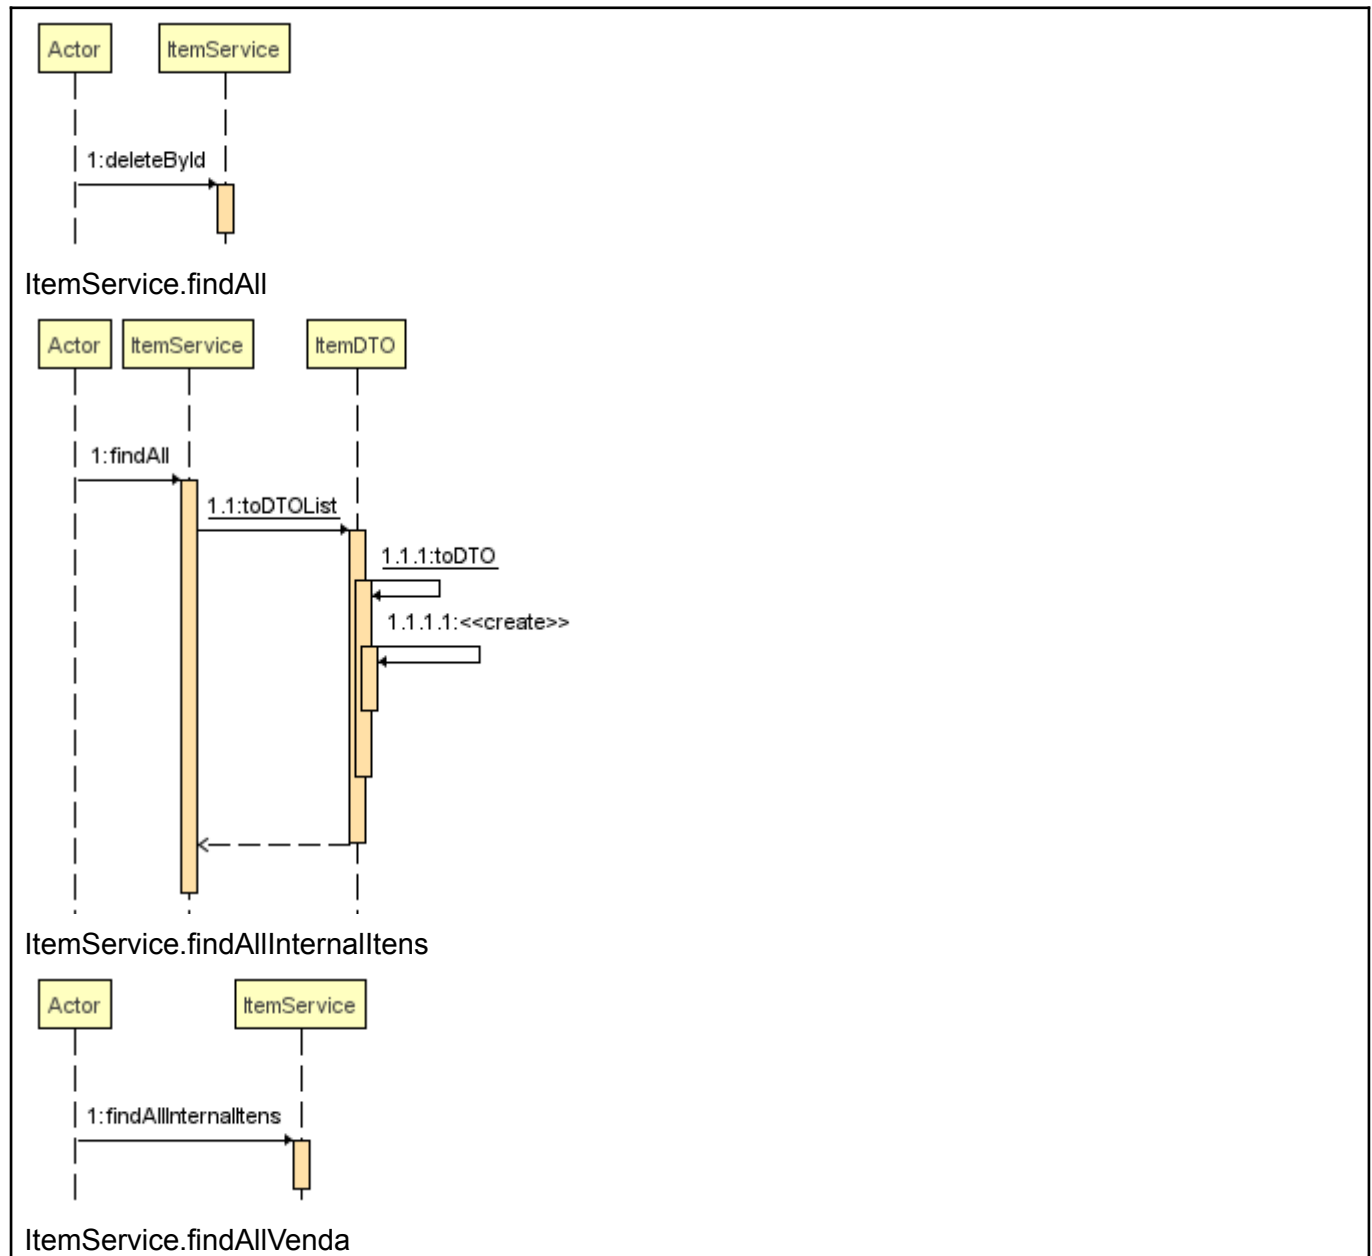 Actor ItemService
1:deleteById
ItemService.findAll
Actor ItemService ItemDTO
1:findAll
1.1:toDTOList
1.1.1:toDTO
1.1.1.1:<<create>>
ItemService.findAllInternalItens
Actor ItemService
1:findAllInternalItens
ItemService.findAllVenda